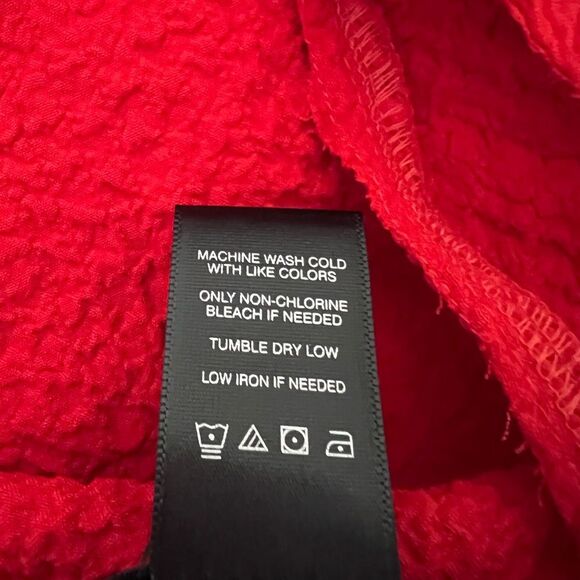 MACHINE WASH COLD
WITH LIKE COLORS
ONLY NON-CHLORINE
BLEACH IF NEEDED
TUMBLE DRY LOW
LOW IRON IF NEEDED